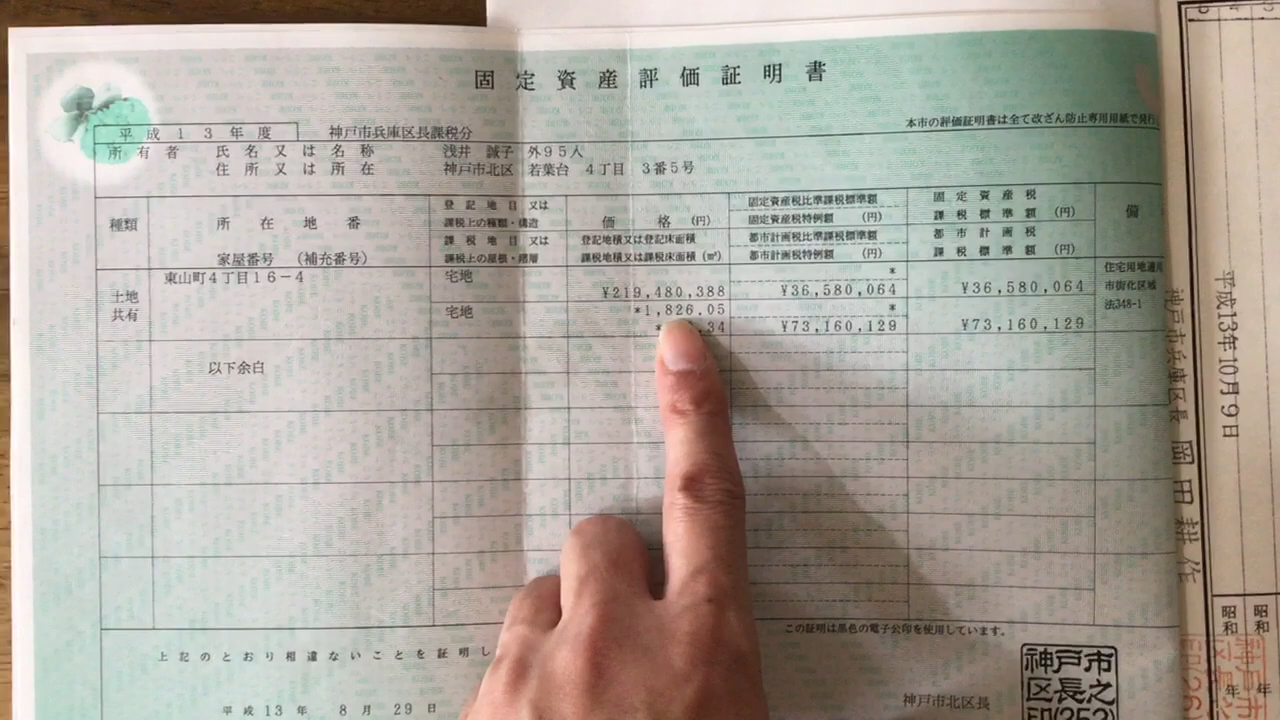 固定資産評価証明書
本市の評価証明書は全て改ざん防止専用用紙で発行
平成13年度 神戸市兵庫区長課税分
所有者 氏名又は名称 浅井 誠子 外95人
住所又は所在 神戸市北区 若葉台 4丁目 3番5号
種類
所在地番
家屋番号 (補充番号)
登記地目又は
課税上の種類・構造
課税地目又は
課税上の屋根・階層
価格 (円)
登記地積又は登記床面積
課税地積又は課税床面積 (㎡)
固定資産税比準課税標準額
固定資産税特例額 (円)
都市計画税比準課税標準額
都市計画税特例額 (円)
固定資産税
課税標準額 (円)
都市計画税
課税標準額 (円)
備
土地
共有
東山町4丁目16-4
宅地
宅地
¥219,480,388
*1,826.05
34
*
¥36,580,064
*
¥73,160,129
¥36,580,064
¥73,160,129
住宅用地適用
市街化区域
法348-1
以下余白
この証明は黒色の電子公印を使用しています。
上記のとおり相違ないことを証明し
平成13年 8月29日
神戸市北区長
神戸市
区長之
印(252)
平成13年10月9日
神戸市兵庫区長 岡田耕作
昭和 年
昭和 年